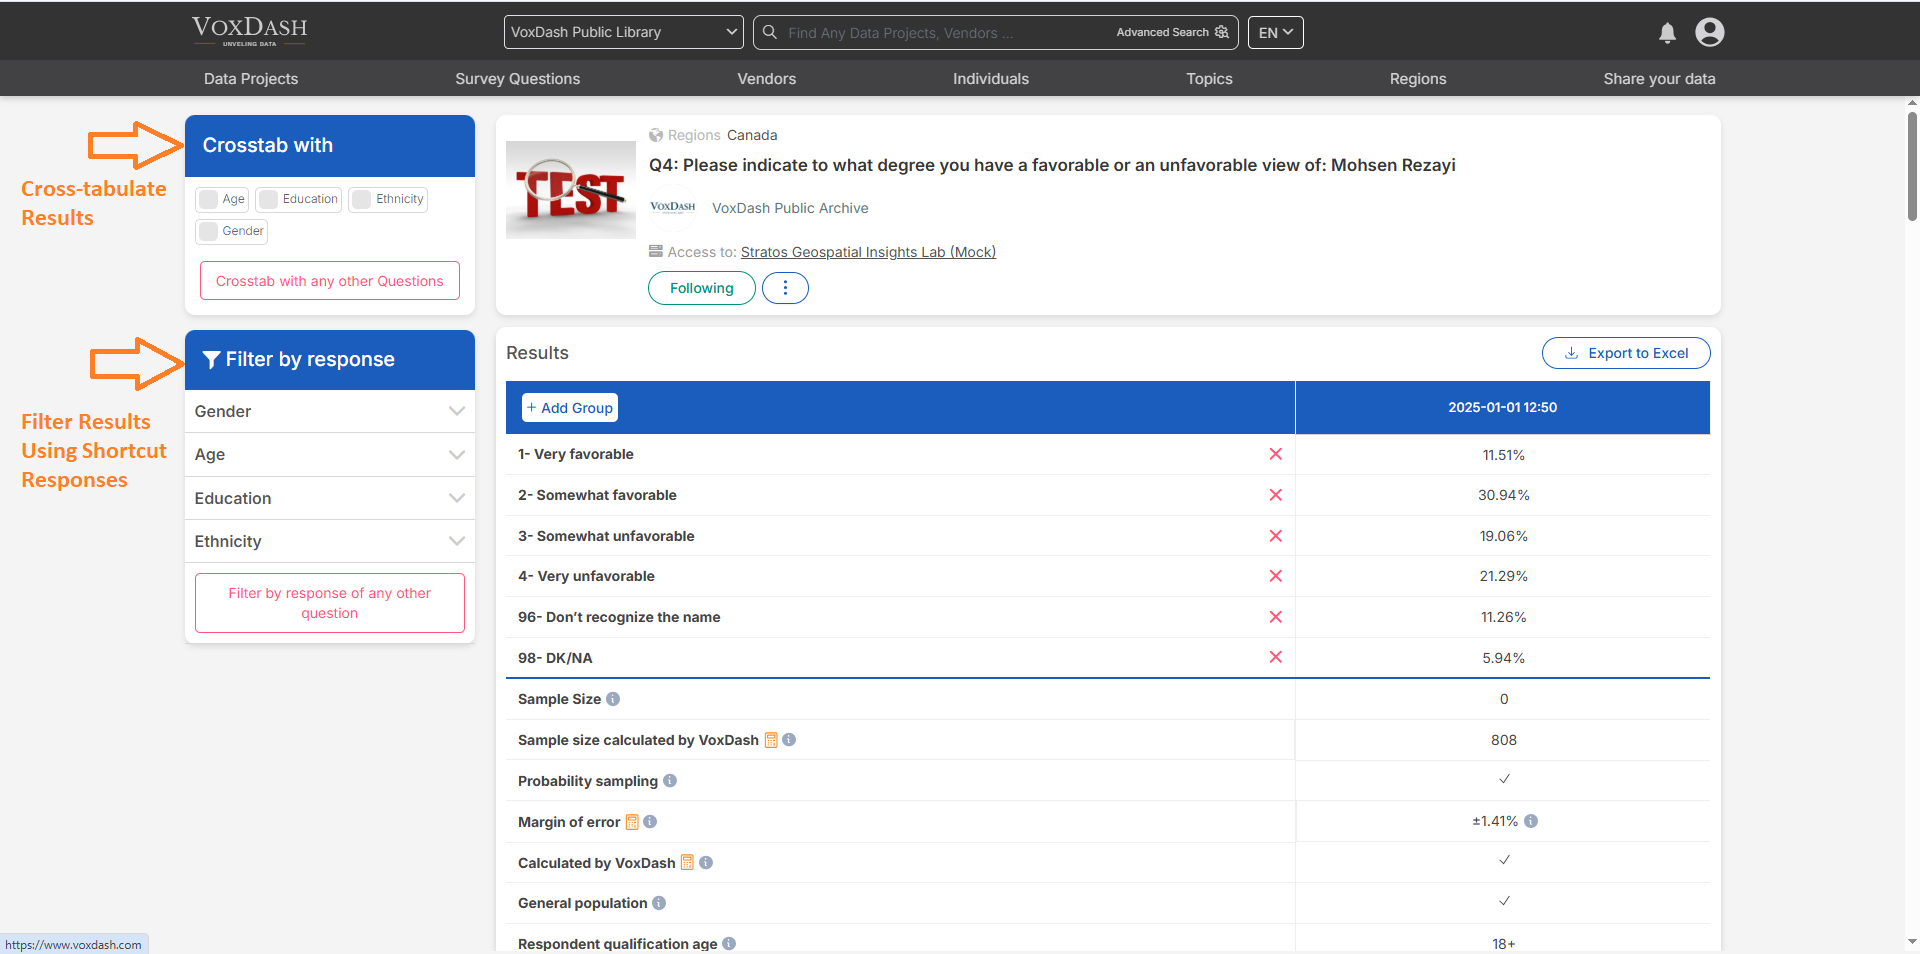 VOXDASH
UNVELING DATA
VoxDash Public Library
Find Any Data Projects, Vendors ...
Advanced Search
EN
Data Projects
Survey Questions
Vendors
Individuals
Topics
Regions
Share your data
Cross-tabulate
Results
Crosstab with
Age
Education
Ethnicity
Gender
Crosstab with any other Questions
Filter Results
Using Shortcut
Responses
Filter by response
Gender
Age
Education
Ethnicity
Filter by response of any other
question
TEST
Regions Canada
Q4: Please indicate to what degree you have a favorable or an unfavorable view of: Mohsen Rezayi
VOXDASH
VoxDash Public Archive
Access to: Stratos Geospatial Insights Lab (Mock)
Following
Results
Export to Excel
+ Add Group
2025-01-01 12:50
1- Very favorable 11.51%
2- Somewhat favorable 30.94%
3- Somewhat unfavorable 19.06%
4- Very unfavorable 21.29%
96- Don’t recognize the name 11.26%
98- DK/NA 5.94%
Sample Size 0
Sample size calculated by VoxDash 808
Probability sampling
Margin of error ±1.41%
Calculated by VoxDash
General population
Respondent qualification age 18+
https://www.voxdash.com